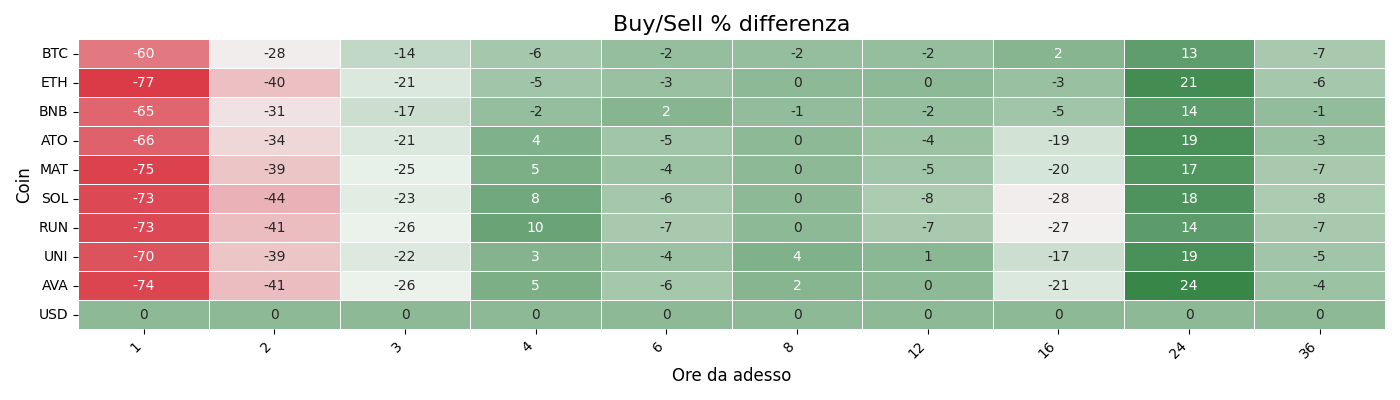 Buy/Sell % differenza
Coin
BTC -60 -28 -14 -6 -2 -2 -2 2 13 -7
ETH -77 -40 -21 -5 -3 0 0 -3 21 -6
BNB -65 -31 -17 -2 2 -1 -2 -5 14 -1
ATO -66 -34 -21 4 -5 0 -4 -19 19 -3
MAT -75 -39 -25 5 -4 0 -5 -20 17 -7
SOL -73 -44 -23 8 -6 0 -8 -28 18 -8
RUN -73 -41 -26 10 -7 0 -7 -27 14 -7
UNI -70 -39 -22 3 -4 4 1 -17 19 -5
AVA -74 -41 -26 5 -6 2 0 -21 24 -4
USD 0 0 0 0 0 0 0 0 0 0
1 2 3 4 6 8 12 16 24 36
Ore da adesso